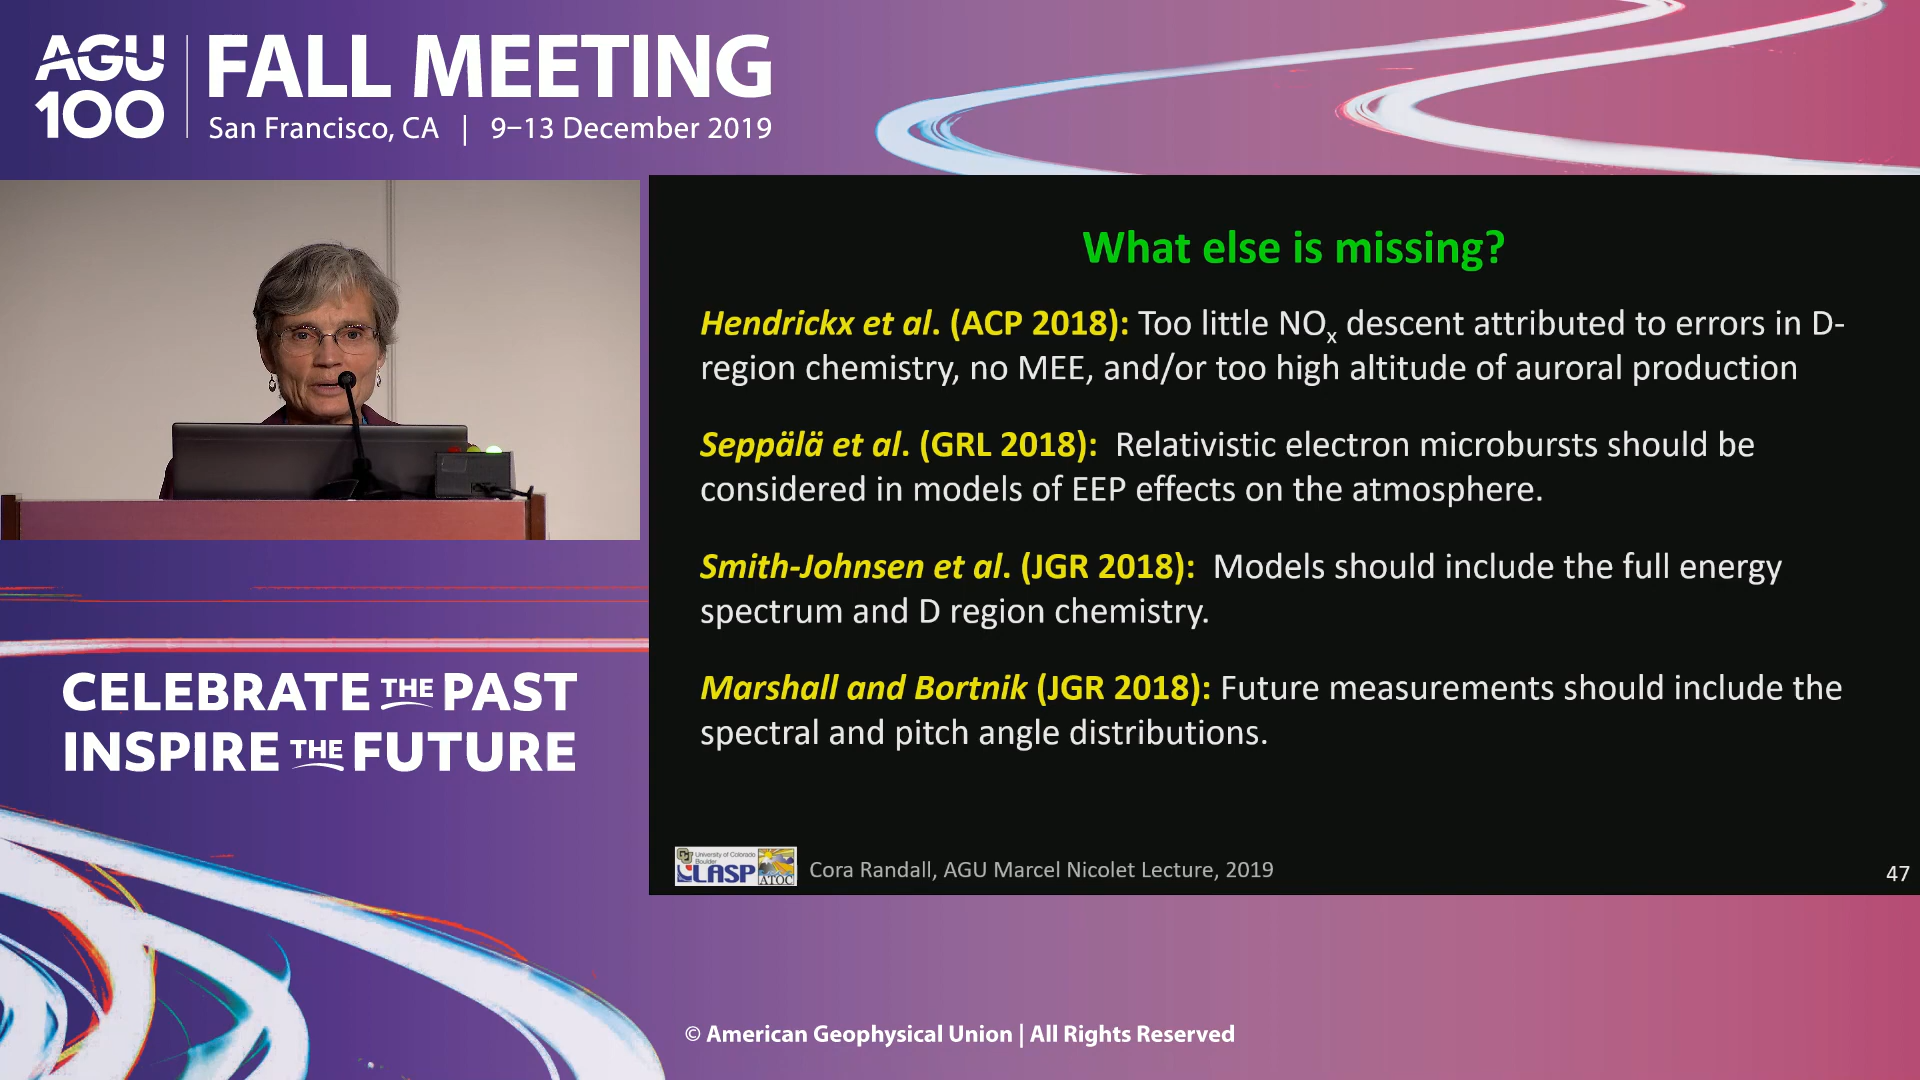 AGU
100
FALL MEETING
San Francisco, CA | 9–13 December 2019
What else is missing?
Hendrickx et al. (ACP 2018): Too little NOx descent attributed to errors in D-
region chemistry, no MEE, and/or too high altitude of auroral production
Seppälä et al. (GRL 2018): Relativistic electron microbursts should be
considered in models of EEP effects on the atmosphere.
Smith-Johnsen et al. (JGR 2018): Models should include the full energy
spectrum and D region chemistry.
Marshall and Bortnik (JGR 2018): Future measurements should include the
spectral and pitch angle distributions.
University of Colorado
Boulder
LASP
ATOC
Cora Randall, AGU Marcel Nicolet Lecture, 2019
47
CELEBRATE THE PAST
INSPIRE THE FUTURE
© American Geophysical Union | All Rights Reserved